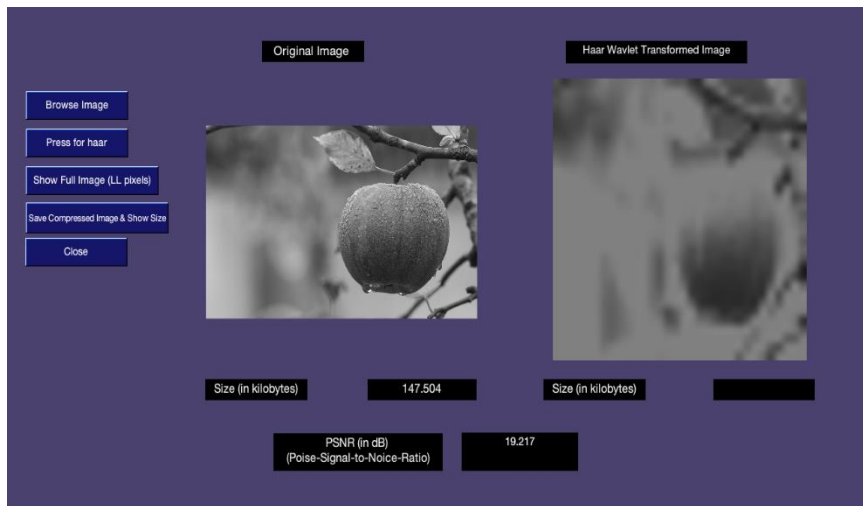 Original Image
Haar Wavlet Transformed Image
Browse Image
Press for haar
Show Full Image (LL pixels)
Save Compressed Image & Show Size
Close
Size (in kilobytes)
147.504
Size (in kilobytes)
PSNR (in dB)
(Poise-Signal-to-Noice-Ratio)
19.217